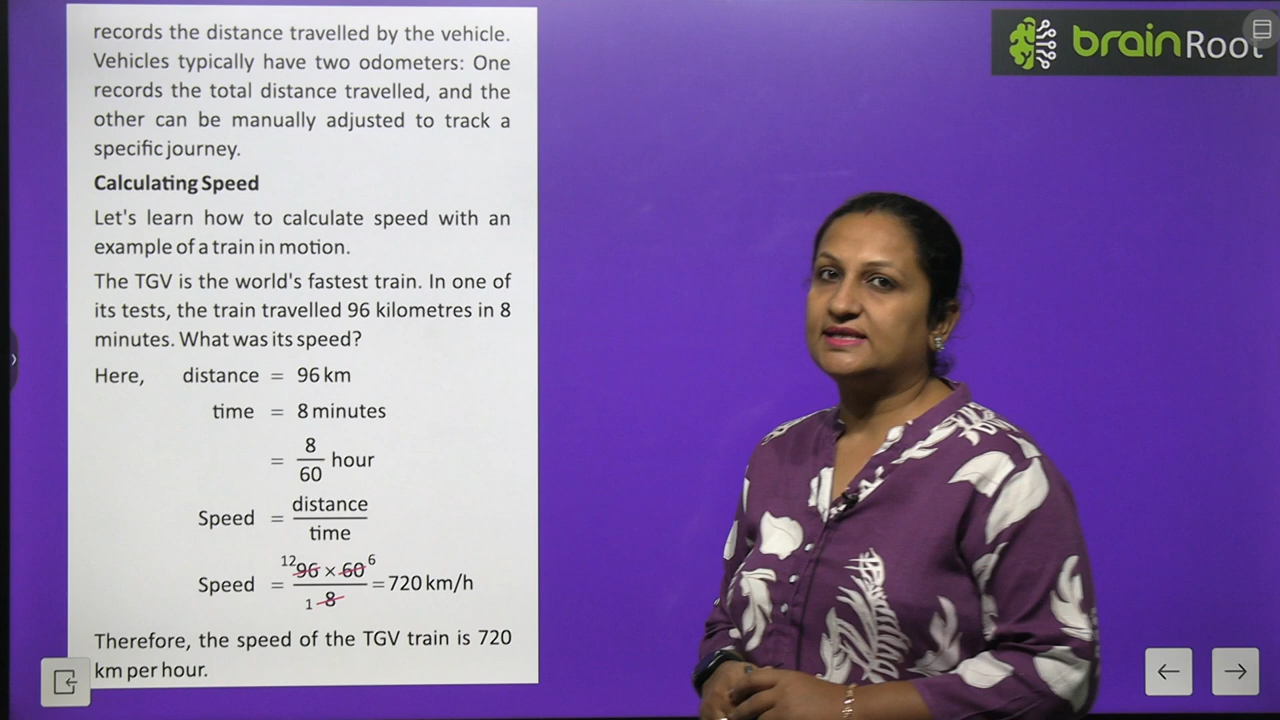 records the distance travelled by the vehicle.
Vehicles typically have two odometers: One
records the total distance travelled, and the
other can be manually adjusted to track a
specific journey.
Calculating Speed
Let's learn how to calculate speed with an
example of a train in motion.
The TGV is the world's fastest train. In one of
its tests, the train travelled 96 kilometres in 8
minutes. What was its speed?
Here, distance = 96 km
time = 8 minutes
= 8/60 hour
Speed = distance/time
Speed = 12 96 × 60 6 / 1 8 = 720 km/h
Therefore, the speed of the TGV train is 720
km per hour.
brainRoot